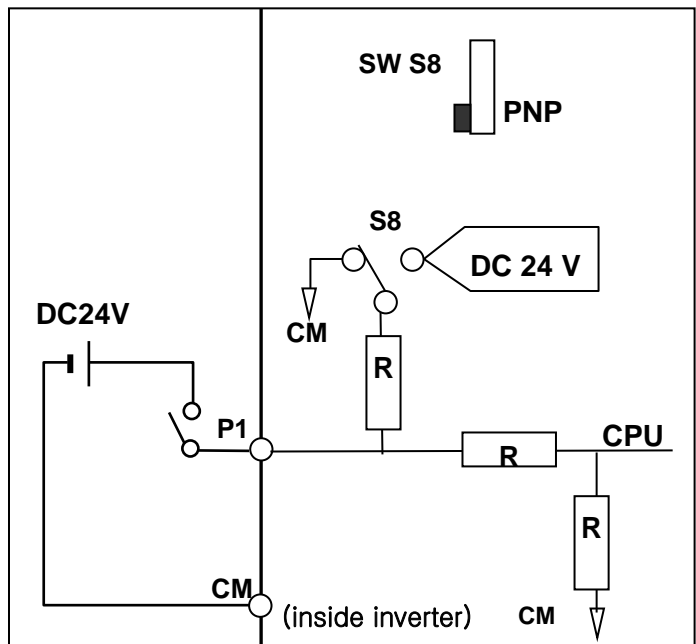 SW S8
PNP
S8
DC 24 V
DC24V
CM
R
P1
R
CPU
R
CM
(inside inverter)
CM